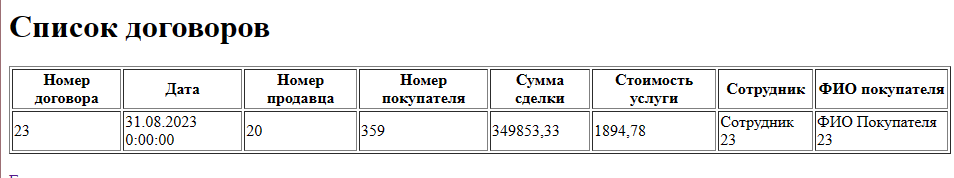 Список договоров
Номер договора Дата Номер продавца Номер покупателя Сумма сделки Стоимость услуги Сотрудник ФИО покупателя
23 31.08.2023 0:00:00 20 359 349853,33 1894,78 Сотрудник 23 ФИО Покупателя 23